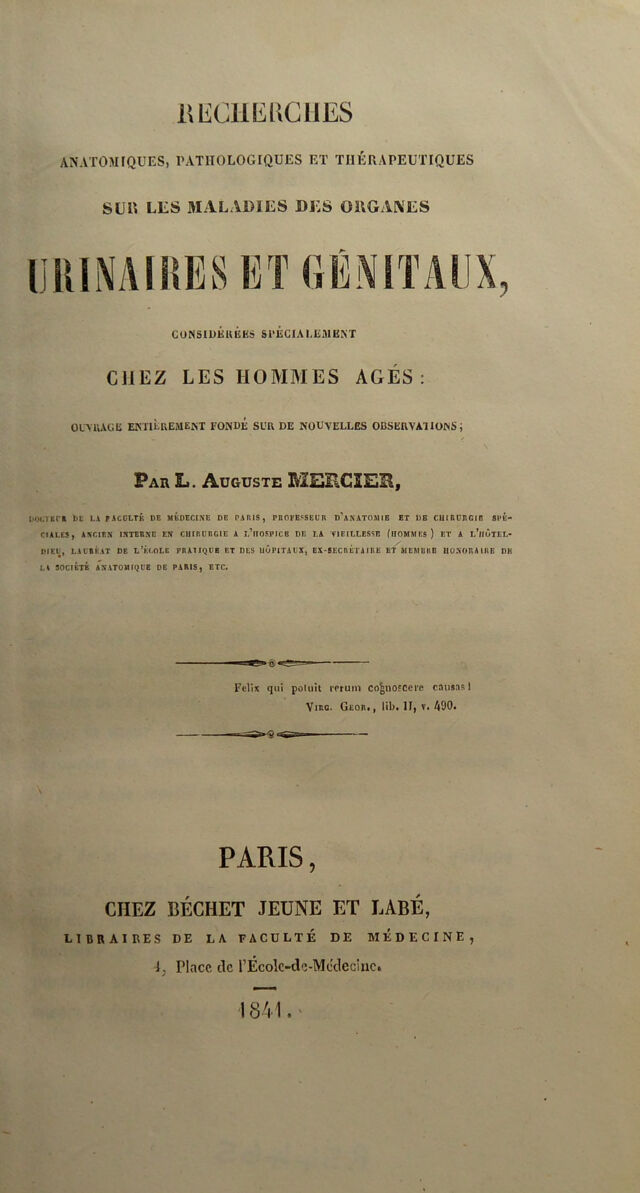 RECHERCHES
ANATOMIQUES, PATHOLOGIQUES ET THÉRAPEUTIQUES
SUR LES MALADIES DES ORGANES
URINAIRES ET GÉNITAUX,
CONSIDÉRÉES SPÉCIALEMENT
CHEZ LES HOMMES AGÉS :
OUVRAGE ENTIÈREMENT FONDÉ SUR DE NOUVELLES OBSERVATIONS ;
PAR L. AUGUSTE MERCIER,
DOCTEUR DE LA FACULTÉ DE MÉDECINE DE PARIS, PROFESSEUR D'ANATOMIE ET DE CHIRURGIE SPÉ-
CIALES, ANCIEN INTERNE EN CHIRURGIE A L'HOSPICE DE LA VIEILLESSE (HOMMES) ET A L'HÔTEL-
DIEU, LAURÉAT DE L'ÉCOLE PRATIQUE ET DES HÔPITAUX, EX-SECRÉTAIRE ET MEMBRE HONORAIRE DE
LA SOCIÉTÉ ANATOMIQUE DE PARIS, ETC.
Felix qui potuit rerum cognoscere causas !
VIRG. GEOR., lib. II, v. 490.
PARIS,
CHEZ BÉCHET JEUNE ET LABÉ,
LIBRAIRES DE LA FACULTÉ DE MÉDECINE,
4, Place de l'École-de-Médecine.
1841.